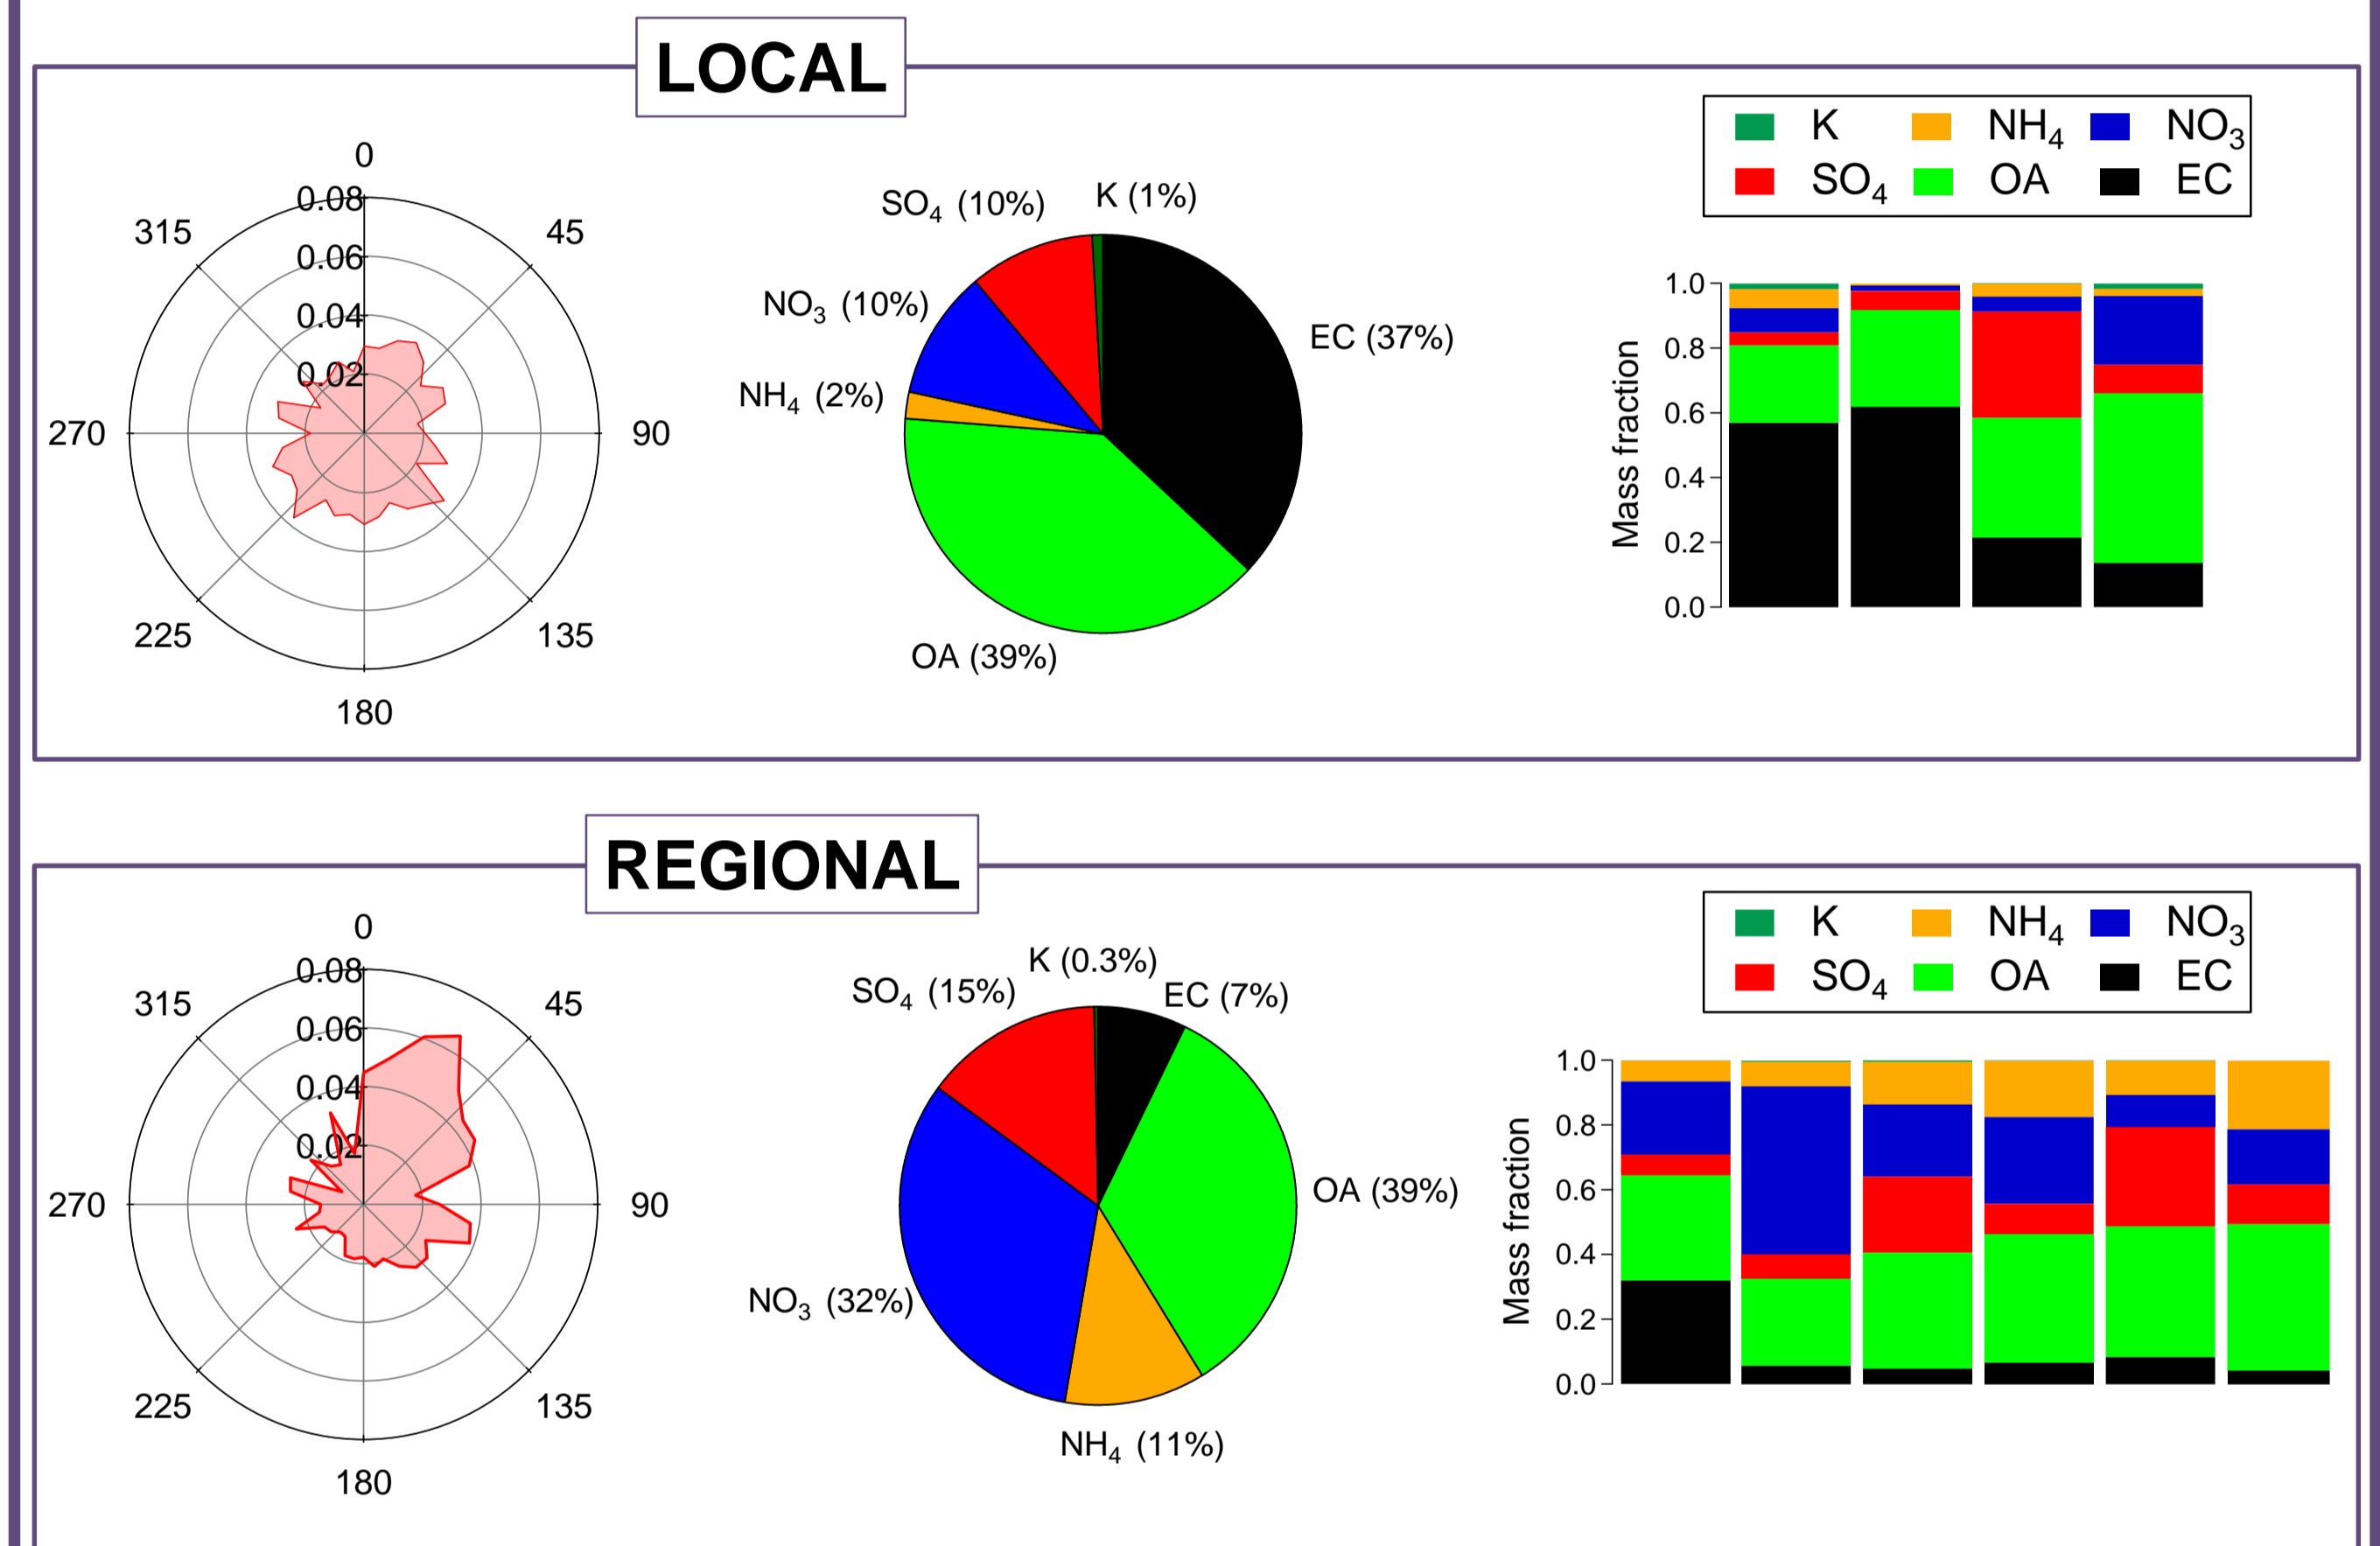 LOCAL
K NH₄ NO₃
SO₄ OA EC
0
45
90
135
180
225
270
315
0.08
0.06
0.04
0.02
K (1%)
SO₄ (10%)
NO₃ (10%)
NH₄ (2%)
EC (37%)
OA (39%)
Mass fraction
1.0
0.8
0.6
0.4
0.2
0.0
REGIONAL
K NH₄ NO₃
SO₄ OA EC
0
45
90
135
180
225
270
315
0.08
0.06
0.04
0.02
K (0.3%)
SO₄ (15%)
EC (7%)
OA (39%)
NO₃ (32%)
NH₄ (11%)
Mass fraction
1.0
0.8
0.6
0.4
0.2
0.0